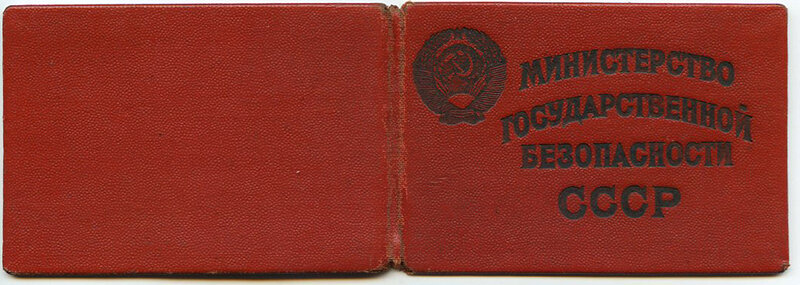 МИНИСТЕРСТВО
ГОСУДАРСТВЕННОЙ
БЕЗОПАСНОСТИ
СССР